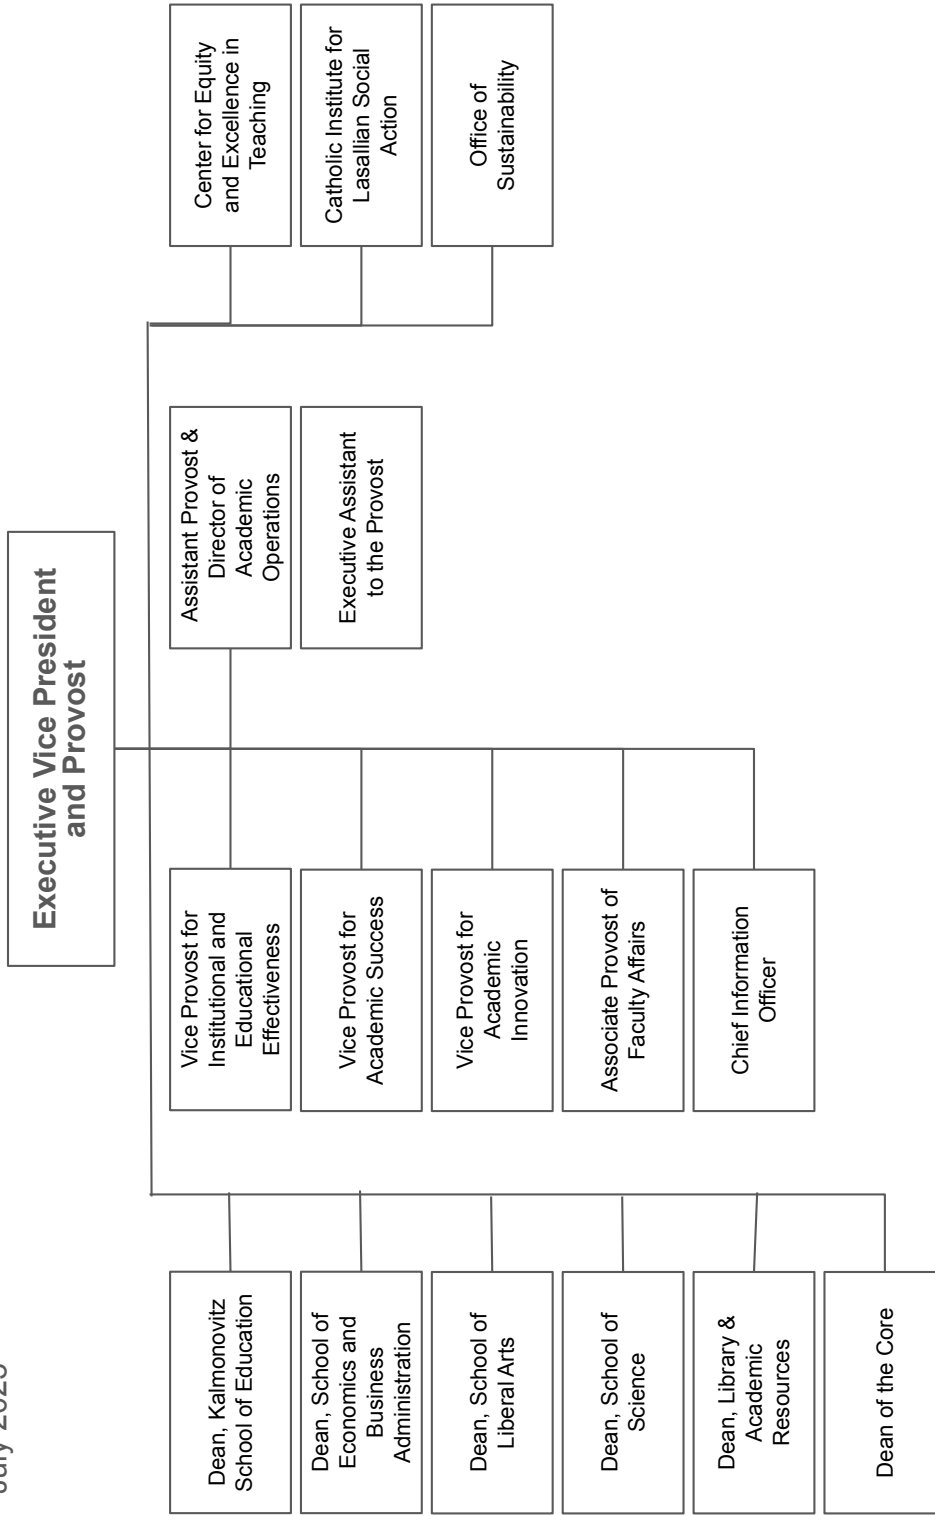 July 2023
Executive Vice President
and Provost
Dean, Kalmonovitz
School of Education
Dean, School of
Economics and
Business
Administration
Dean, School of
Liberal Arts
Dean, School of
Science
Dean, Library &
Academic
Resources
Dean of the Core
Vice Provost for
Institutional and
Educational
Effectiveness
Vice Provost for
Academic Success
Vice Provost for
Academic
Innovation
Associate Provost of
Faculty Affairs
Chief Information
Officer
Assistant Provost &
Director of
Academic
Operations
Executive Assistant
to the Provost
Center for Equity
and Excellence in
Teaching
Catholic Institute for
Lasallian Social
Action
Office of
Sustainability